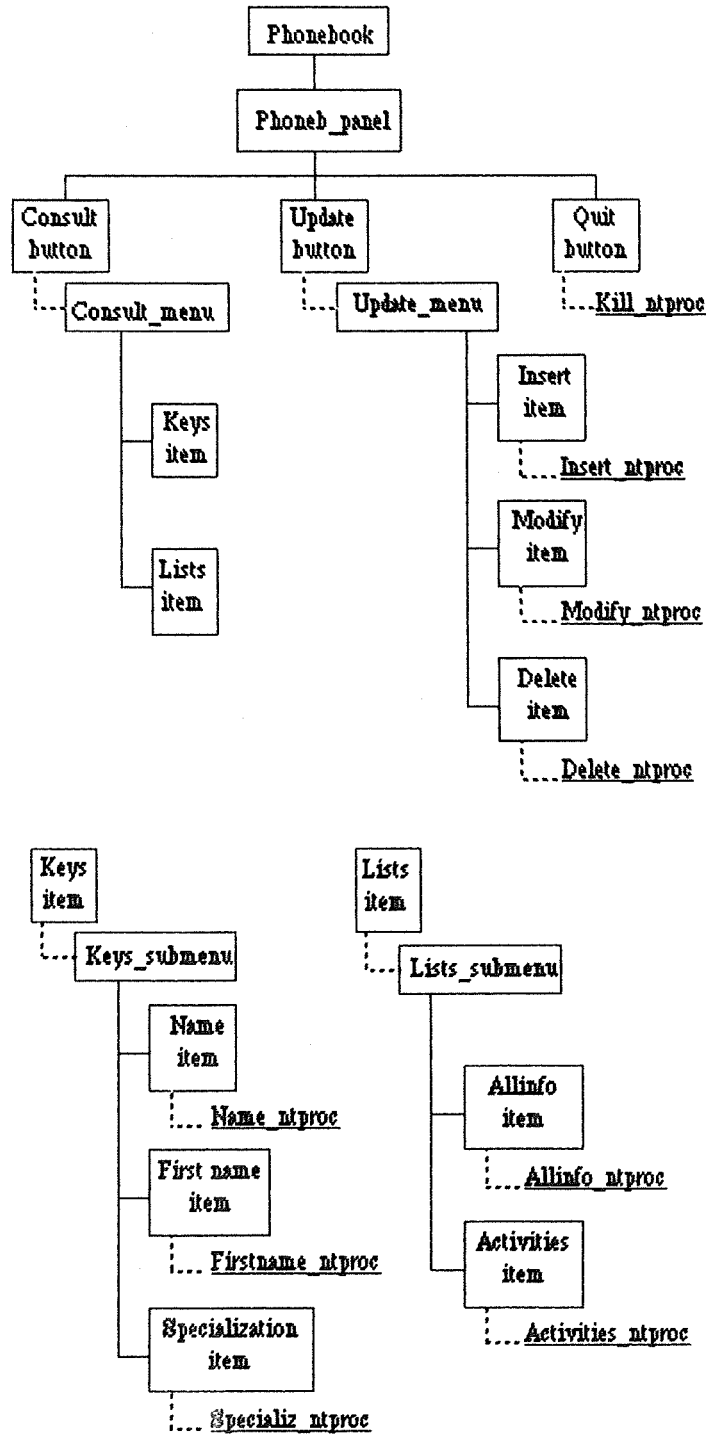 Phonebook
Phoneb_panel
Consult
button
Update
button
Quit
button
Consult_menu
Update_menu
Kill_ntproc
Keys
item
Lists
item
Insert
item
Insert_ntproc
Modify
item
Modify_ntproc
Delete
item
Delete_ntproc
Keys
item
Keys_submenu
Name
item
Name_ntproc
First name
item
Firstname_ntproc
Specialization
item
Specializ_ntproc
Lists
item
Lists_submenu
Allinfo
item
Allinfo_ntproc
Activities
item
Activities_ntproc